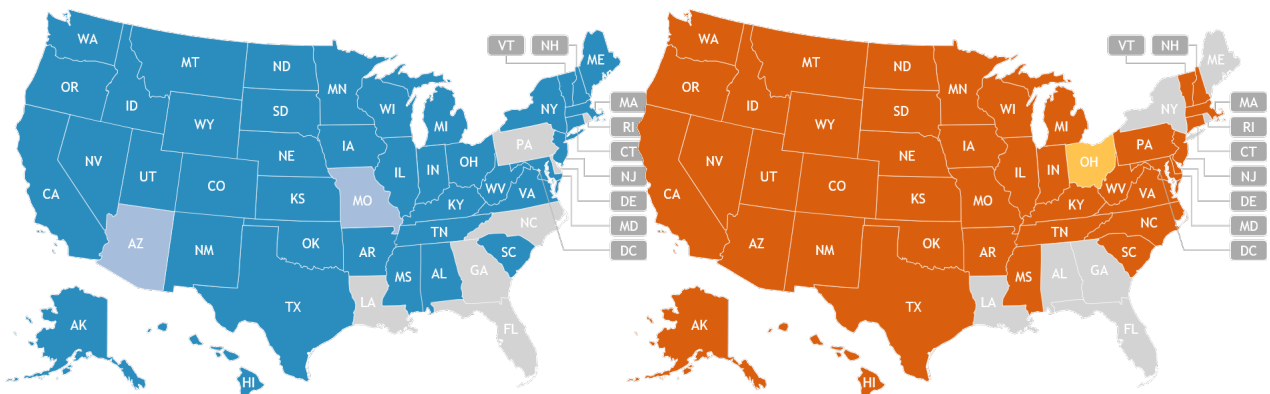 WA
MT
ND
MN
VT
NH
ME
OR
ID
SD
WI
MI
NY
MA
WY
RI
NE
IA
PA
CT
NV
UT
CO
IL
IN
OH
NJ
CA
KS
MO
WV
VA
DE
KY
AZ
NM
OK
AR
TN
NC
MD
SC
DC
MS
AL
GA
TX
LA
AK
FL
HI
WA
MT
ND
MN
VT
NH
ME
OR
ID
SD
WI
MI
NY
MA
WY
RI
NE
IA
PA
CT
NV
UT
CO
IL
IN
OH
NJ
CA
KS
MO
WV
VA
DE
KY
AZ
NM
OK
AR
TN
NC
MD
SC
DC
MS
AL
GA
TX
LA
AK
FL
HI